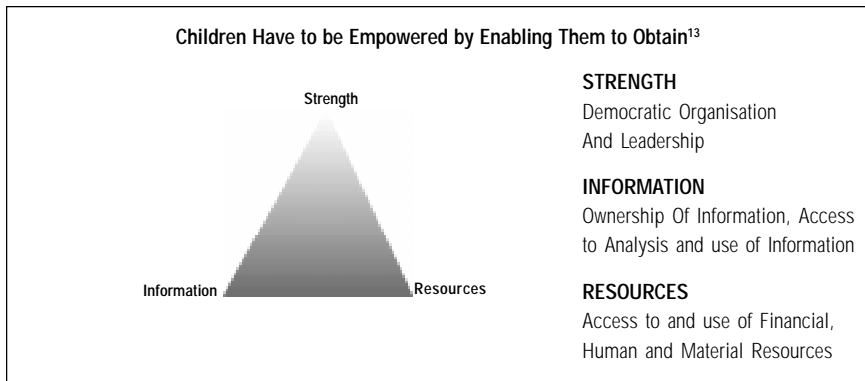 Children Have to be Empowered by Enabling Them to Obtain¹³
Strength
Information
Resources
STRENGTH
Democratic Organisation
And Leadership
INFORMATION
Ownership Of Information, Access
to Analysis and use of Information
RESOURCES
Access to and use of Financial,
Human and Material Resources